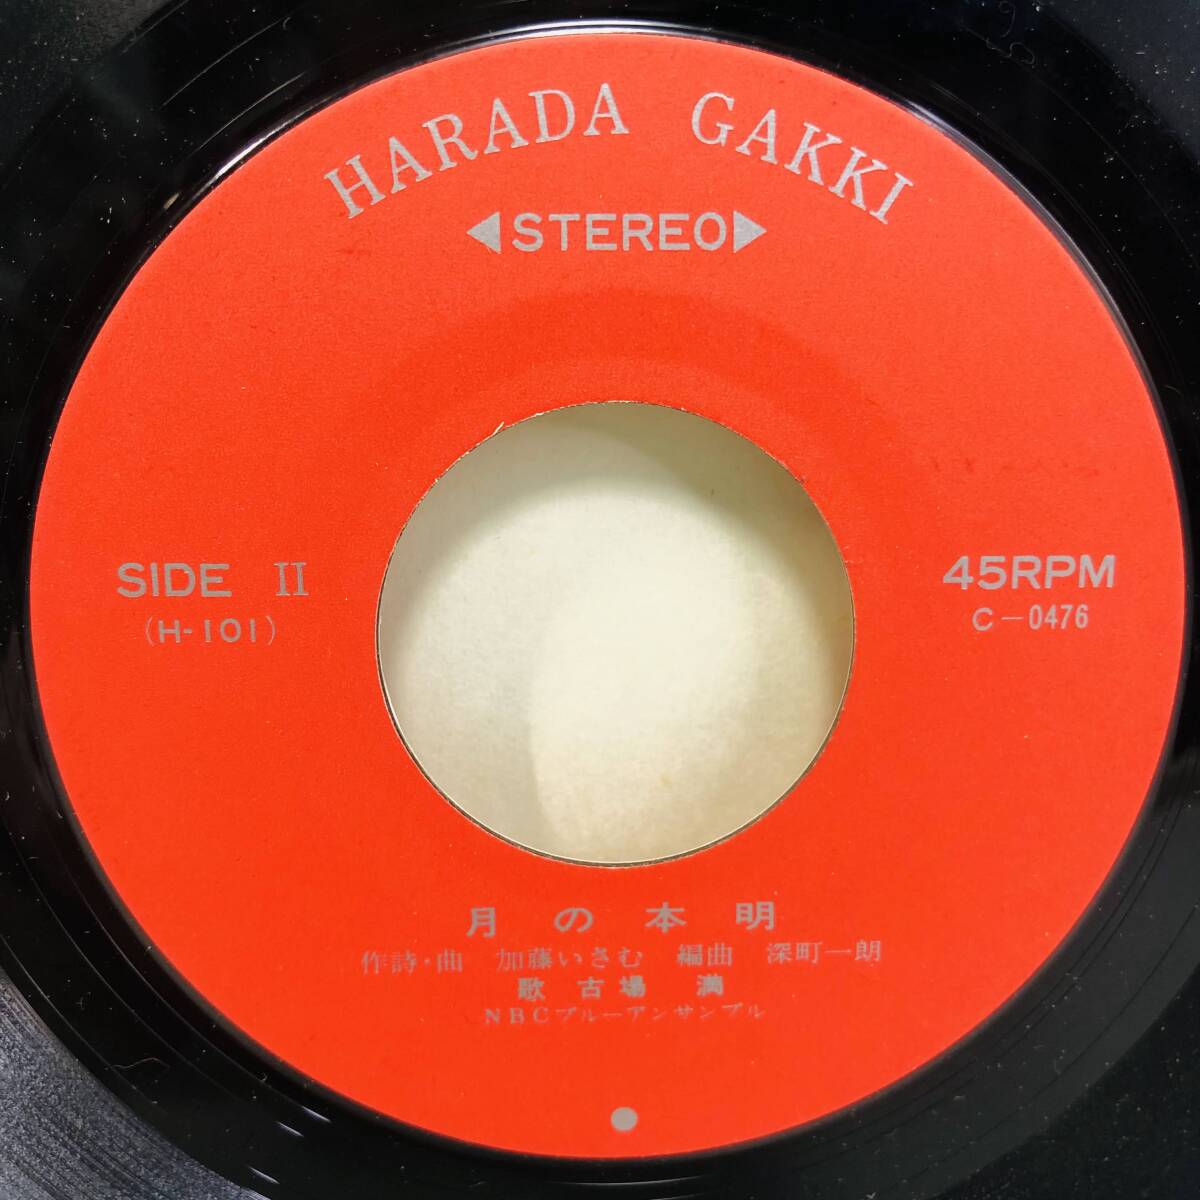 HARADA GAKKI
◀STEREO▶
SIDE II
(H-101)
45RPM
C-0476
月の本明
作詩・曲 加藤いさむ 編曲 深町一朗
歌 古場 満
NBCブルーアンサンブル